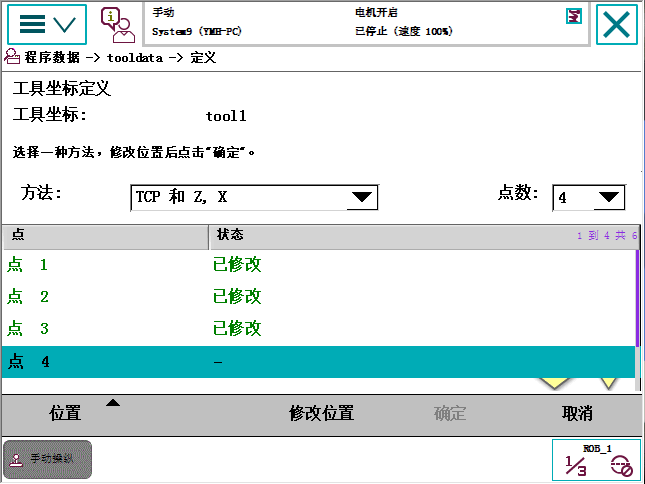 手动
电机开启
System9 (YMH-PC)
已停止 (速度 100%)
程序数据 -> tooldata -> 定义
工具坐标定义
工具坐标: tool1
选择一种方法，修改位置后点击"确定"。
方法: TCP 和 Z, X 点数: 4
点 状态 1 到 4 共 6
点 1 已修改
点 2 已修改
点 3 已修改
点 4 –
位置 修改位置 确定 取消
手动操纵
ROB_1
1/3